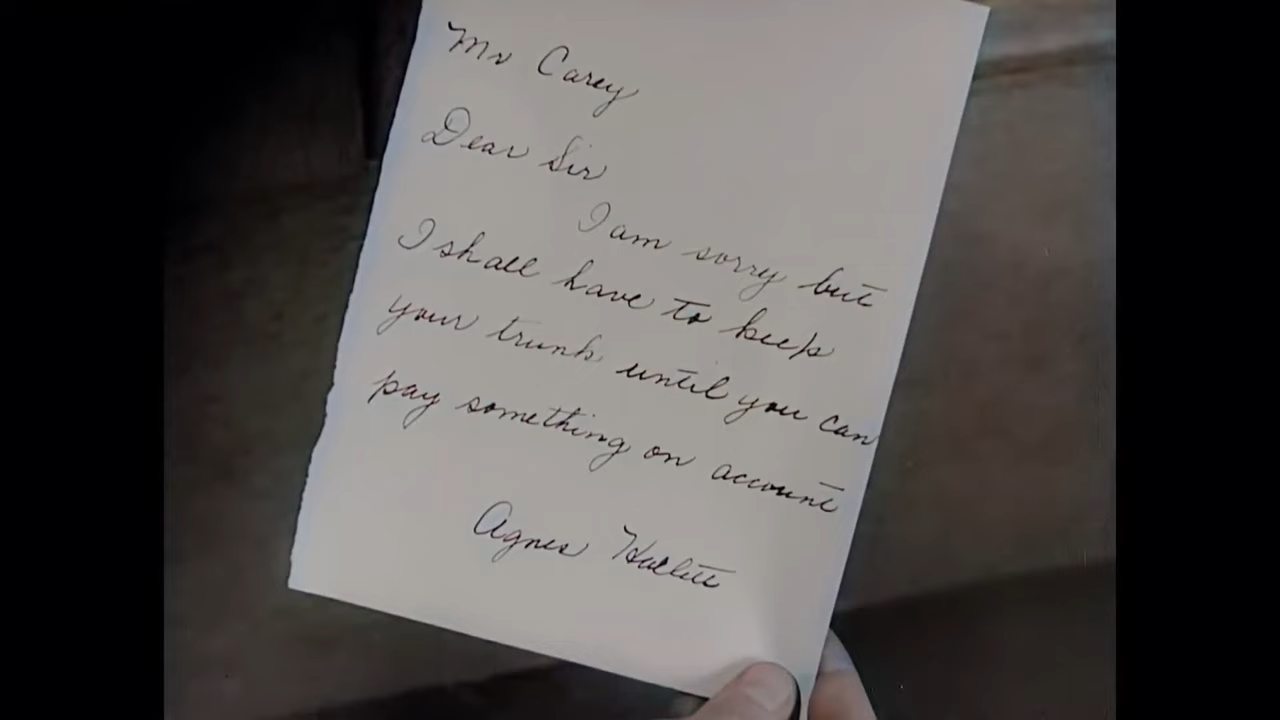 Mr Carey
Dear Sir
I am sorry but
I shall have to keep
your trunk until you can
pay something on account
Agnes